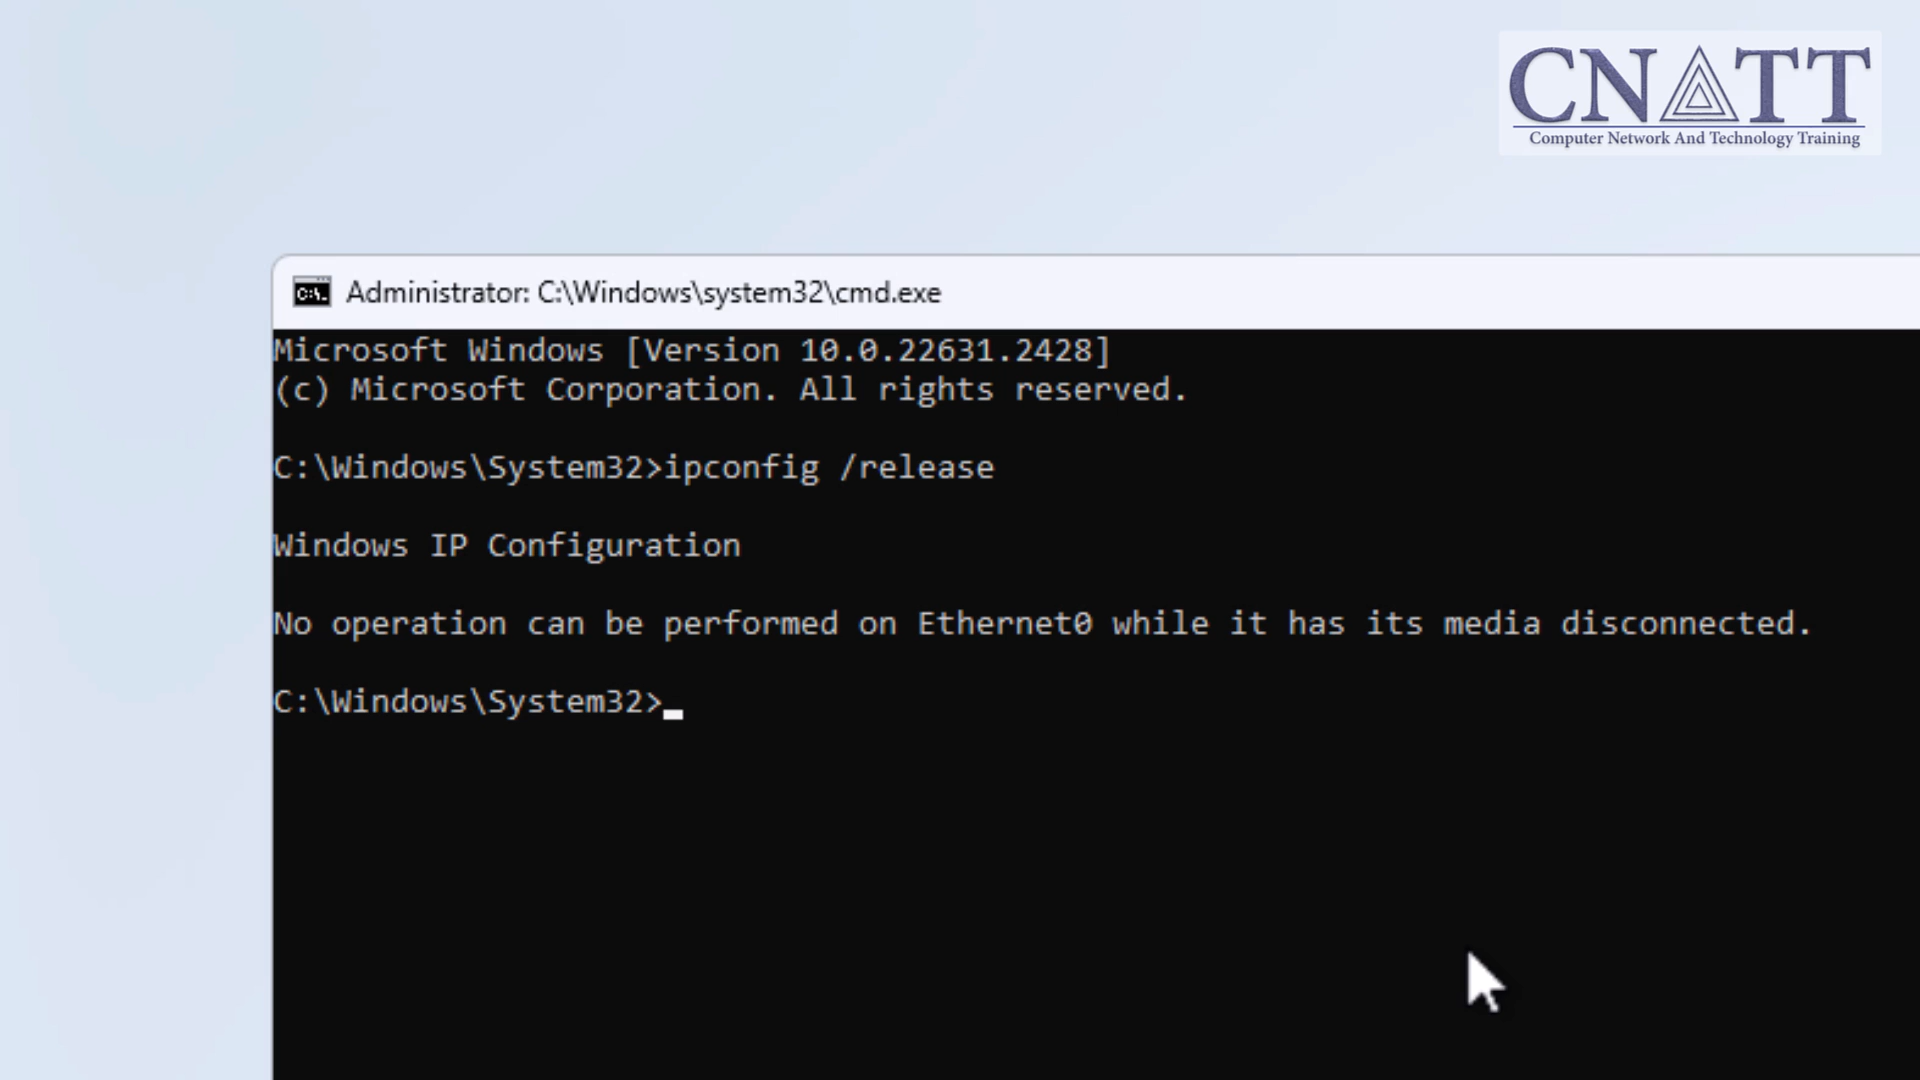 CNATT
Computer Network And Technology Training
Administrator: C:\Windows\system32\cmd.exe
Microsoft Windows [Version 10.0.22631.2428]
(c) Microsoft Corporation. All rights reserved.
C:\Windows\System32>ipconfig /release
Windows IP Configuration
No operation can be performed on Ethernet0 while it has its media disconnected.
C:\Windows\System32>